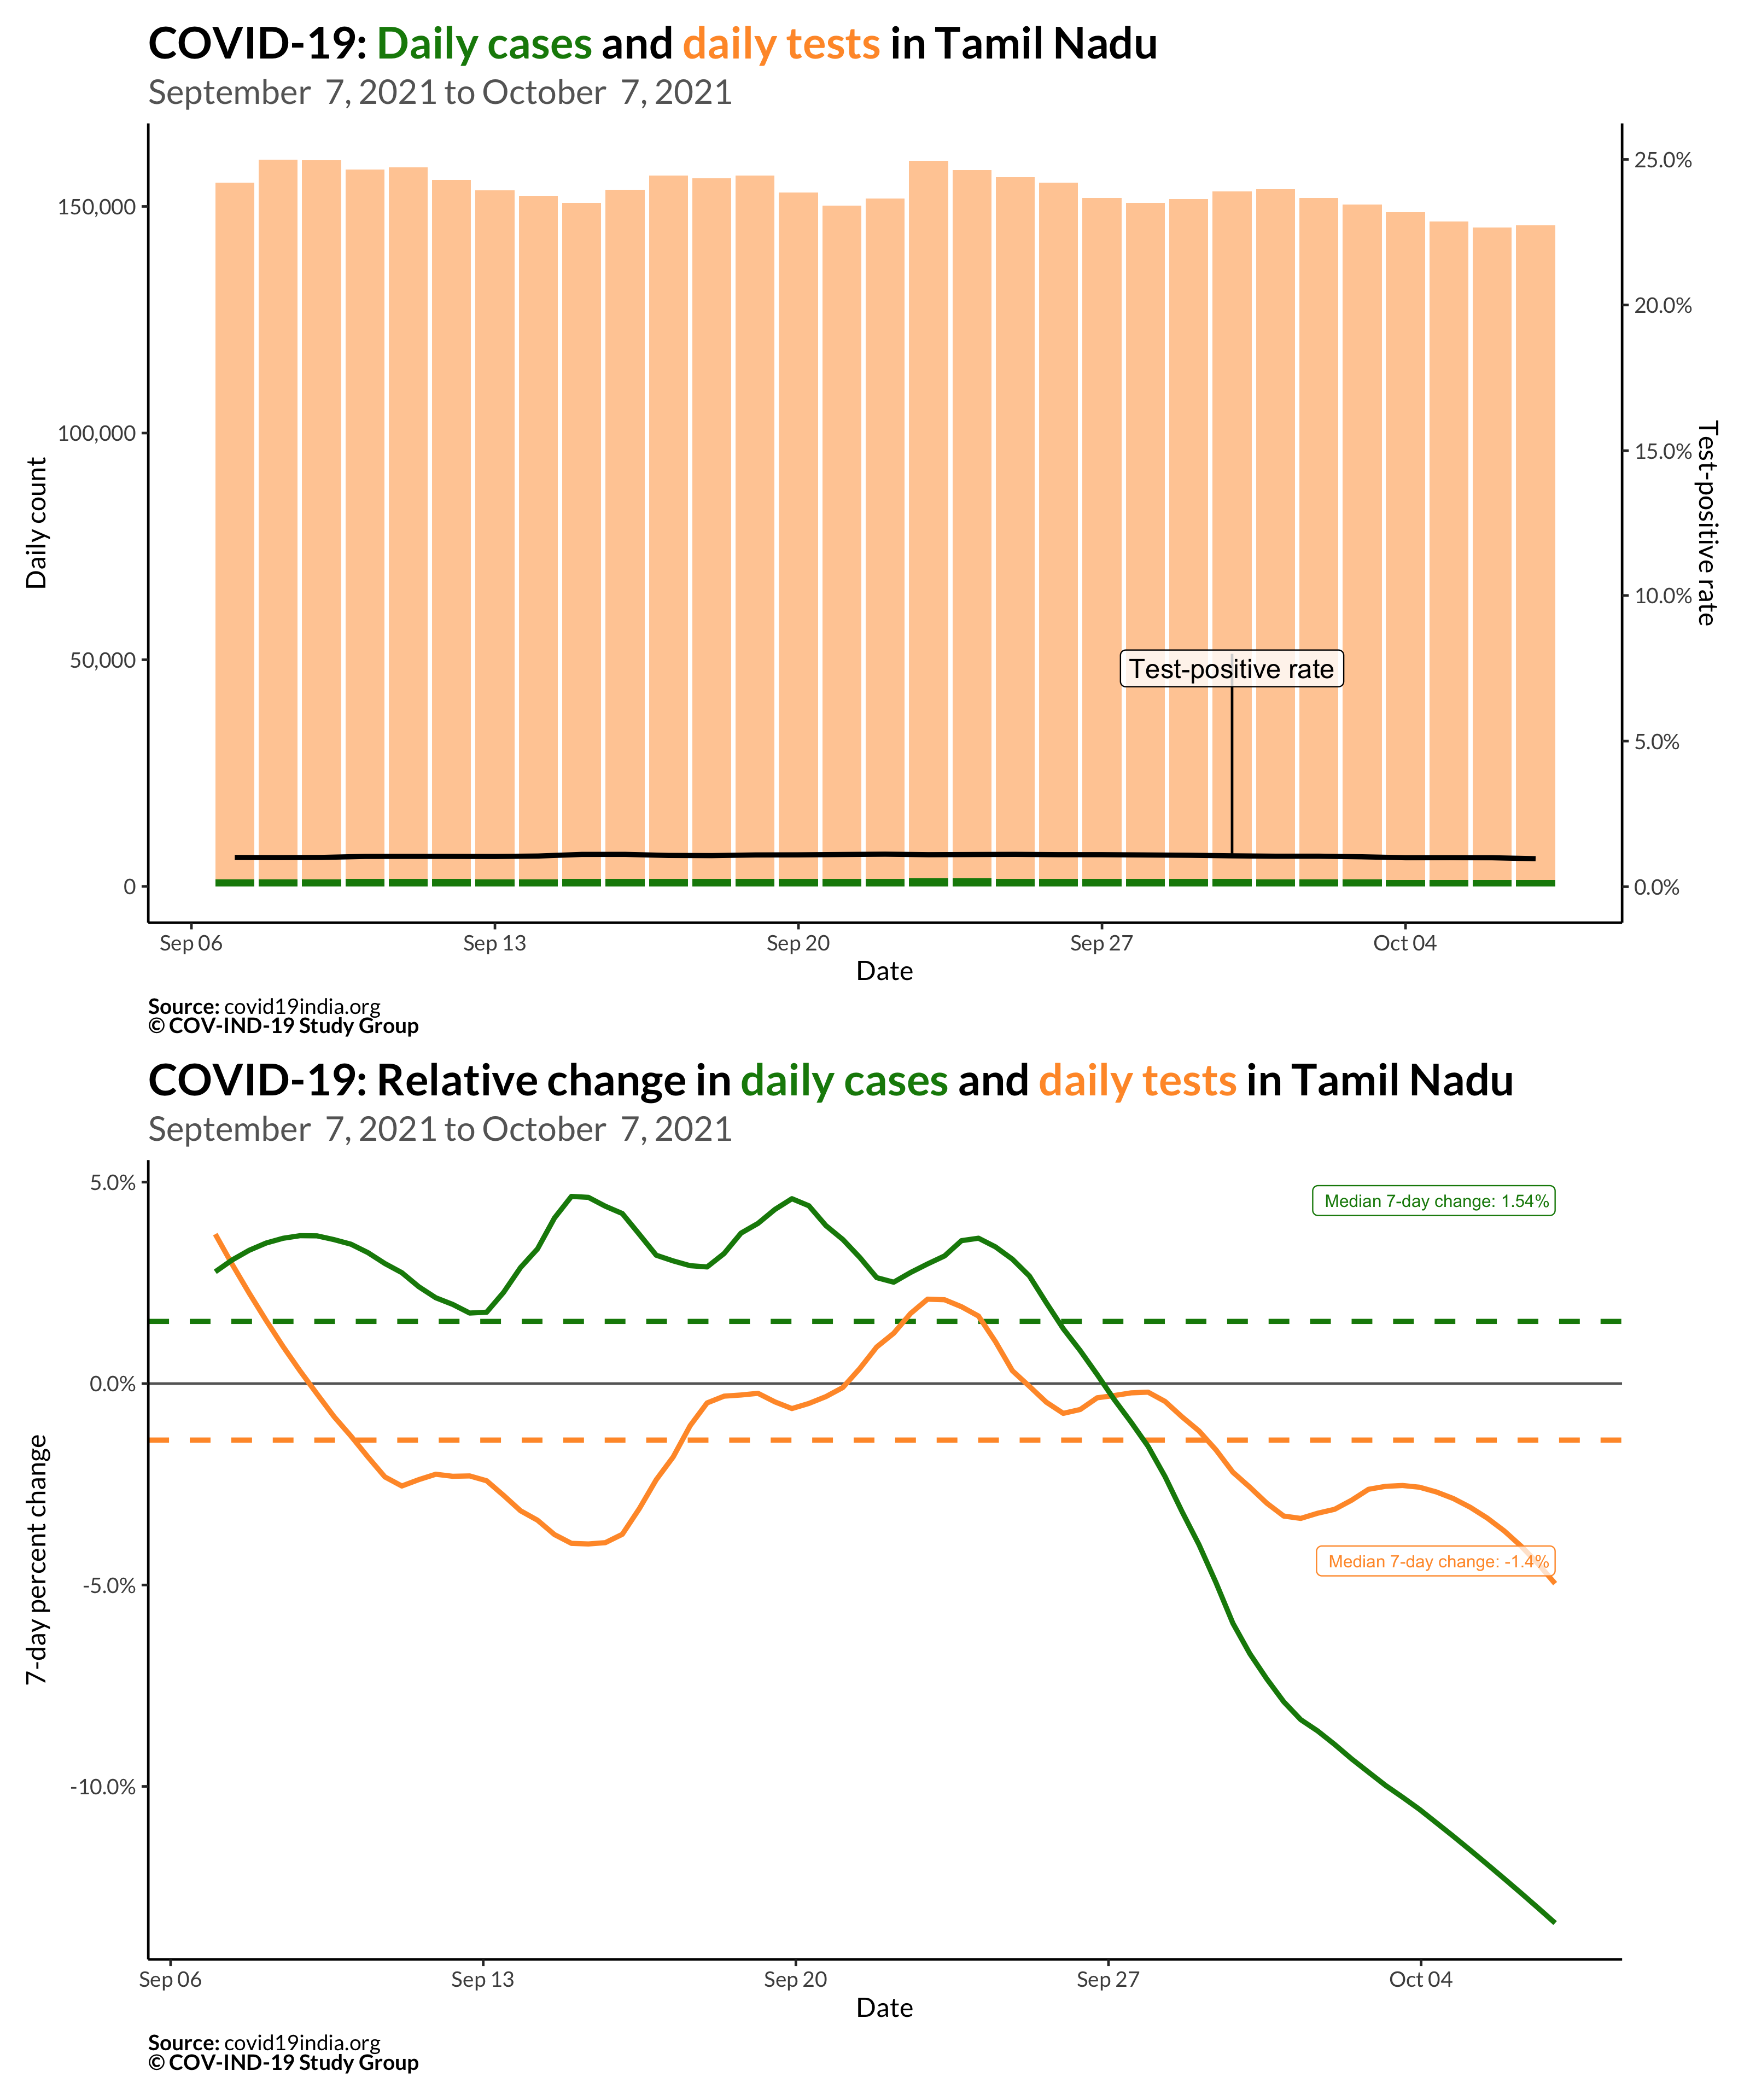 COVID-19: Daily cases and daily tests in Tamil Nadu
September  7, 2021 to October  7, 2021
150,000
100,000
50,000
0
Daily count
25.0%
20.0%
15.0%
10.0%
5.0%
0.0%
Test-positive rate
Test-positive rate
Sep 06
Sep 13
Sep 20
Sep 27
Oct 04
Date
Source: covid19india.org
© COV-IND-19 Study Group
COVID-19: Relative change in daily cases and daily tests in Tamil Nadu
September  7, 2021 to October  7, 2021
5.0%
0.0%
-5.0%
-10.0%
7-day percent change
Median 7-day change: 1.54%
Median 7-day change: -1.4%
Sep 06
Sep 13
Sep 20
Sep 27
Oct 04
Date
Source: covid19india.org
© COV-IND-19 Study Group